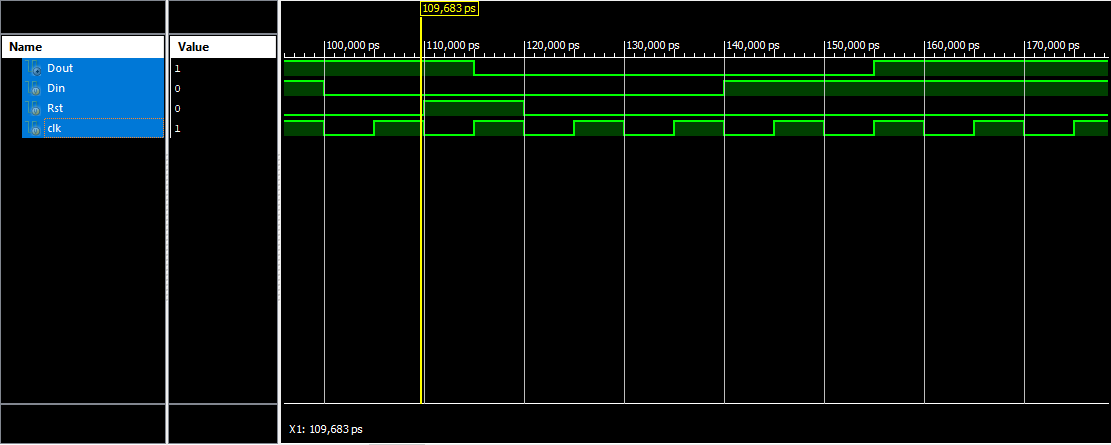 109,683 ps
Name Value
100,000 ps 110,000 ps 120,000 ps 130,000 ps 140,000 ps 150,000 ps 160,000 ps 170,000 ps
Dout 1
Din 0
Rst 0
clk 1
X1: 109,683 ps